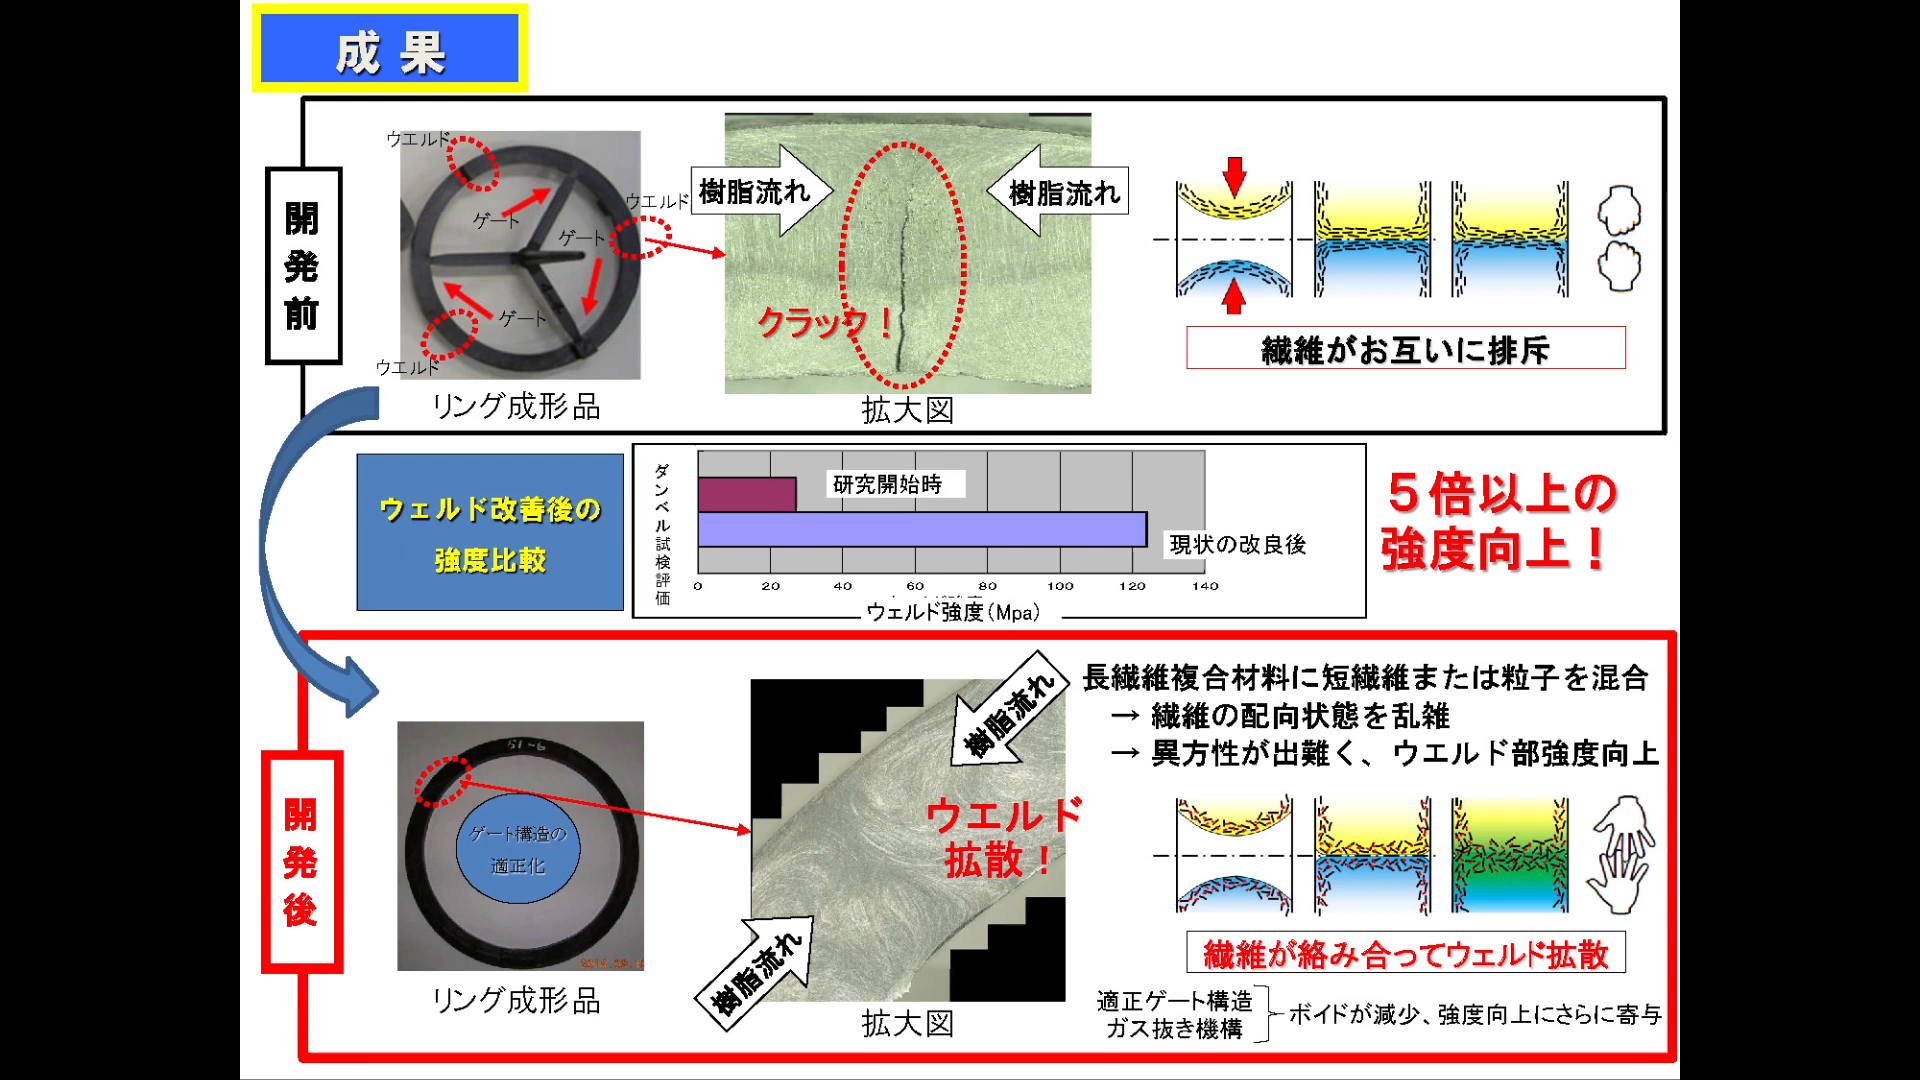 成果
開発前
ウエルド
ウエルド
ゲート
ゲート
ゲート
ウエルド
リング成形品
樹脂流れ
樹脂流れ
クラック！
拡大図
繊維がお互いに排斥
ウェルド改善後の
強度比較
ダンベル試検評価
研究開始時
現状の改良後
0 20 40 60 80 100 120 140
ウェルド強度(Mpa)
５倍以上の
強度向上！
開発後
51-6
ゲート構造の
適正化
リング成形品
樹脂流れ
ウエルド
拡散！
樹脂流れ
拡大図
長繊維複合材料に短繊維または粒子を混合
→ 繊維の配向状態を乱雑
→ 異方性が出難く、ウエルド部強度向上
繊維が絡み合ってウェルド拡散
適正ゲート構造
ガス抜き機構
ボイドが減少、強度向上にさらに寄与